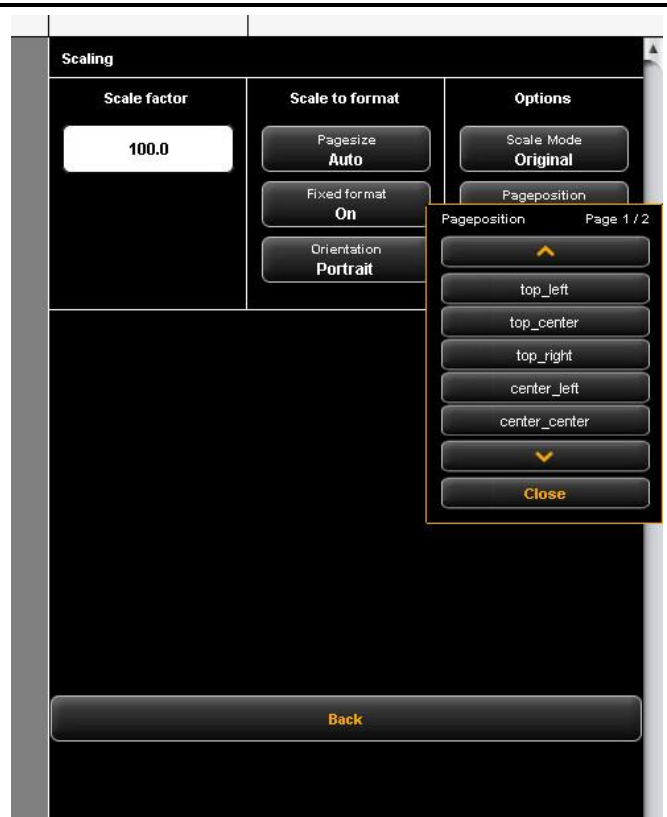 Scaling
Scale factor
100.0
Scale to format
Pagesize
Auto
Fixed format
On
Orientation
Portrait
Options
Scale Mode
Original
Pageposition
Pageposition Page 1 / 2
top_left
top_center
top_right
center_left
center_center
Close
Back